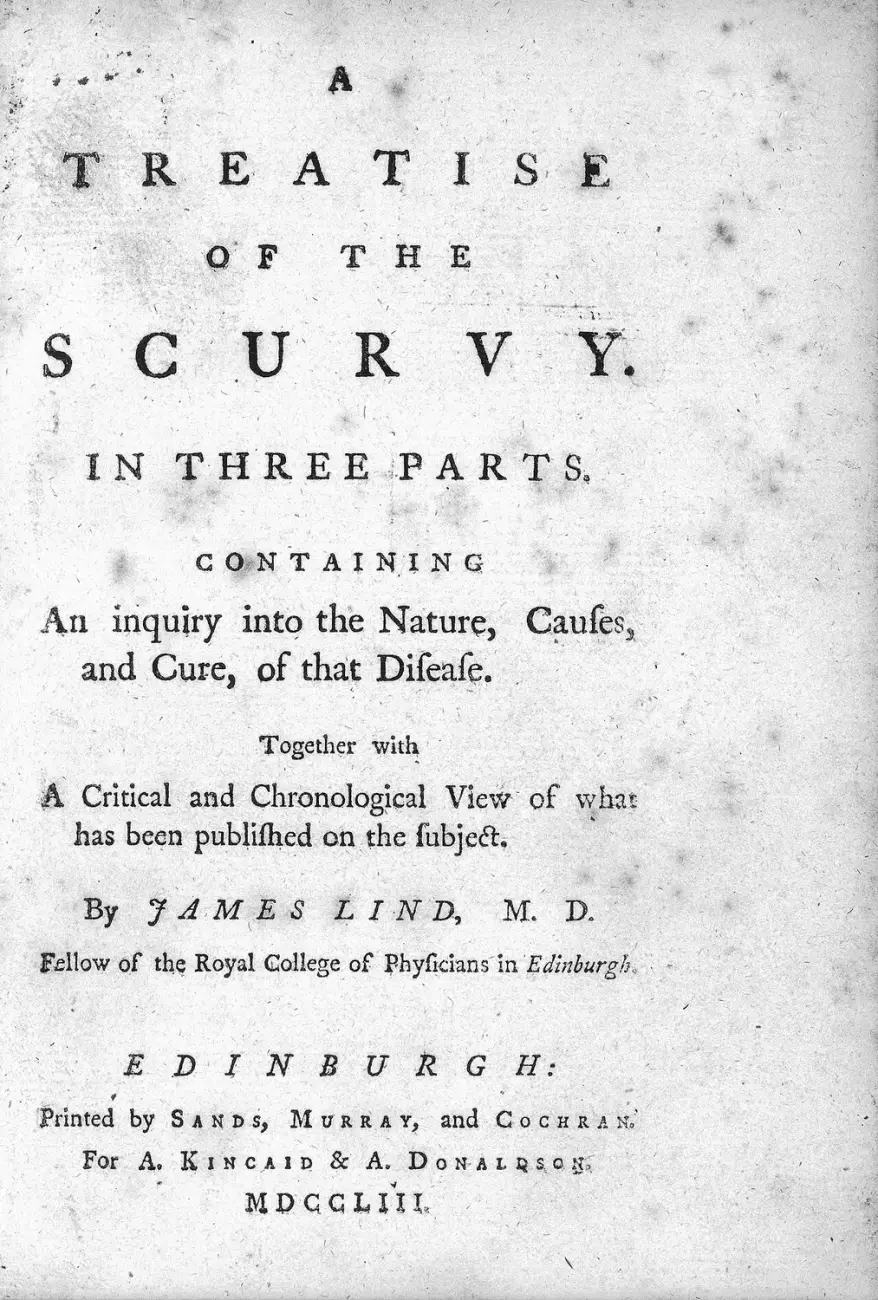 A
TREATISE
OF THE
SCURVY.
IN THREE PARTS.
CONTAINING
An inquiry into the Nature, Cauſes,
and Cure, of that Diſeaſe.
Together with
A Critical and Chronological View of what
has been publiſhed on the ſubject.
By JAMES LIND, M. D.
Fellow of the Royal College of Phyſicians in Edinburgh.
EDINBURGH:
Printed by SANDS, MURRAY, and COCHRAN.
For A. KINCAID & A. DONALDSON.
MDCCLIII.